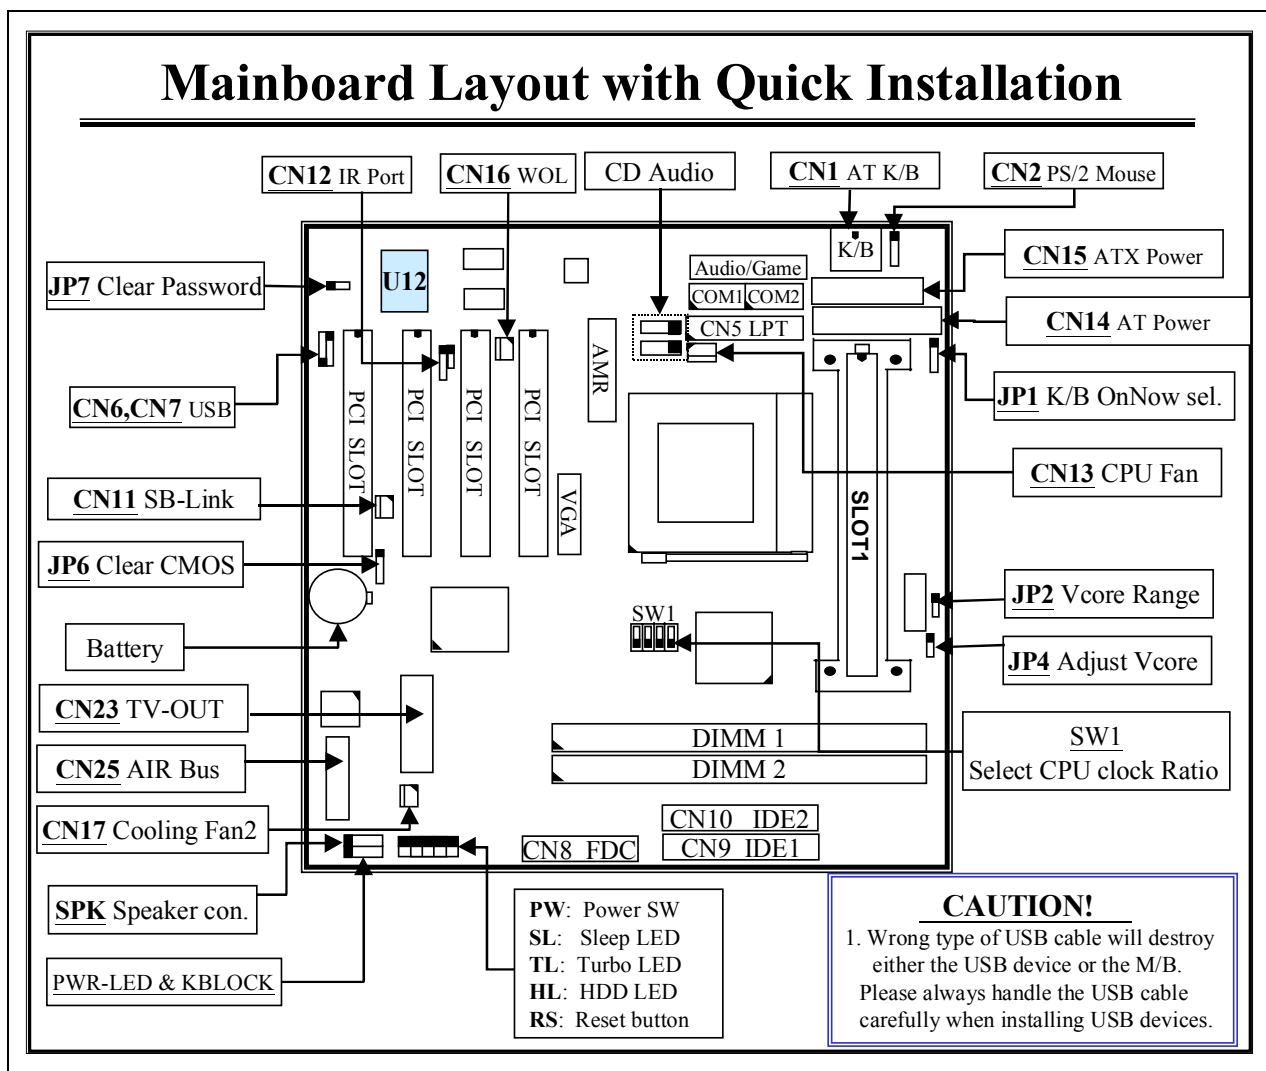 Mainboard Layout with Quick Installation
CN12 IR Port
CN16 WOL
CD Audio
CN1 AT K/B
CN2 PS/2 Mouse
JP7 Clear Password
U12
K/B
Audio/Game
COM1 COM2
CN5 LPT
CN15 ATX Power
CN14 AT Power
CN6,CN7 USB
PCI SLOT
PCI SLOT
PCI SLOT
PCI SLOT
AMR
VGA
SLOT1
JP1 K/B OnNow sel.
CN13 CPU Fan
CN11 SB-Link
JP6 Clear CMOS
Battery
SW1
JP2 Vcore Range
JP4 Adjust Vcore
CN23 TV-OUT
CN25 AIR Bus
DIMM 1
DIMM 2
SW1
Select CPU clock Ratio
CN17 Cooling Fan2
CN10 IDE2
CN9 IDE1
CN8 FDC
SPK Speaker con.
PWR-LED & KBLOCK
PW: Power SW
SL: Sleep LED
TL: Turbo LED
HL: HDD LED
RS: Reset button
CAUTION!
1. Wrong type of USB cable will destroy
either the USB device or the M/B.
Please always handle the USB cable
carefully when installing USB devices.